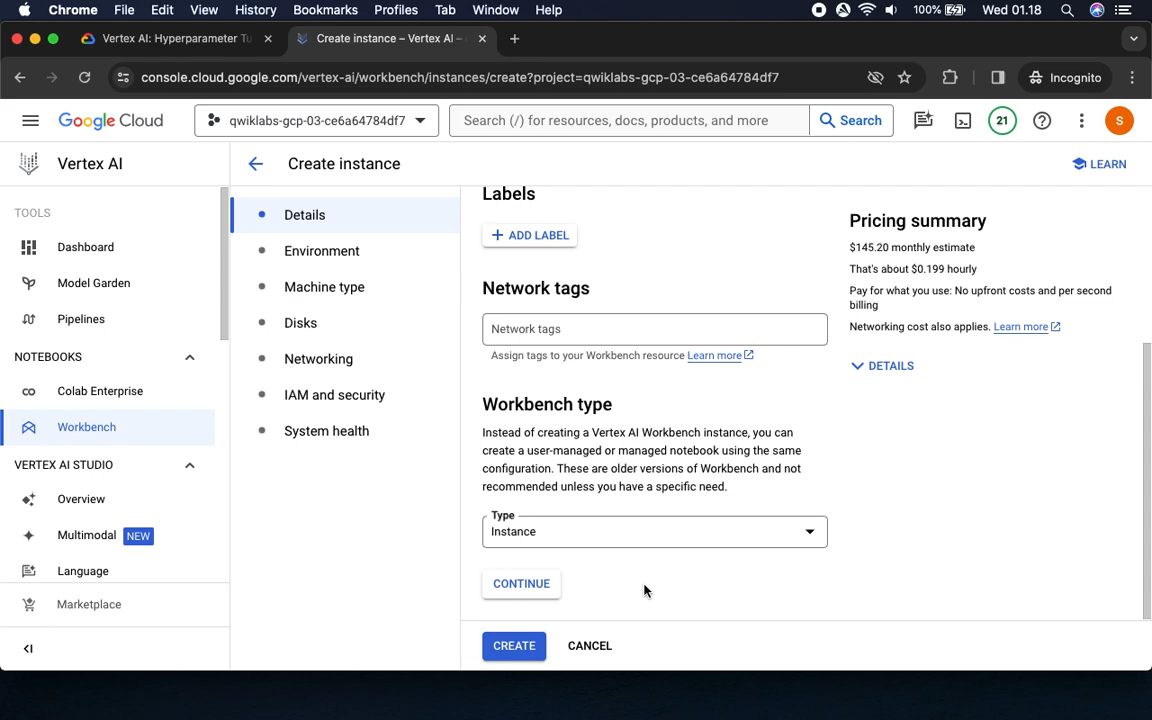 Chrome File Edit View History Bookmarks Profiles Tab Window Help 100% Wed 01.18
Vertex AI: Hyperparameter Tu
Create instance – Vertex AI –
console.cloud.google.com/vertex-ai/workbench/instances/create?project=qwiklabs-gcp-03-ce6a64784df7
Incognito
Google Cloud
qwiklabs-gcp-03-ce6a64784df7
Search (/) for resources, docs, products, and more
Search
21
S
Vertex AI
Create instance
LEARN
TOOLS
Dashboard
Model Garden
Pipelines
NOTEBOOKS
Colab Enterprise
Workbench
VERTEX AI STUDIO
Overview
Multimodal NEW
Language
Marketplace
Details
Environment
Machine type
Disks
Networking
IAM and security
System health
Labels
ADD LABEL
Network tags
Network tags
Assign tags to your Workbench resource Learn more
Workbench type
Instead of creating a Vertex AI Workbench instance, you can
create a user-managed or managed notebook using the same
configuration. These are older versions of Workbench and not
recommended unless you have a specific need.
Type
Instance
CONTINUE
CREATE
CANCEL
Pricing summary
$145.20 monthly estimate
That's about $0.199 hourly
Pay for what you use: No upfront costs and per second
billing
Networking cost also applies. Learn more
DETAILS